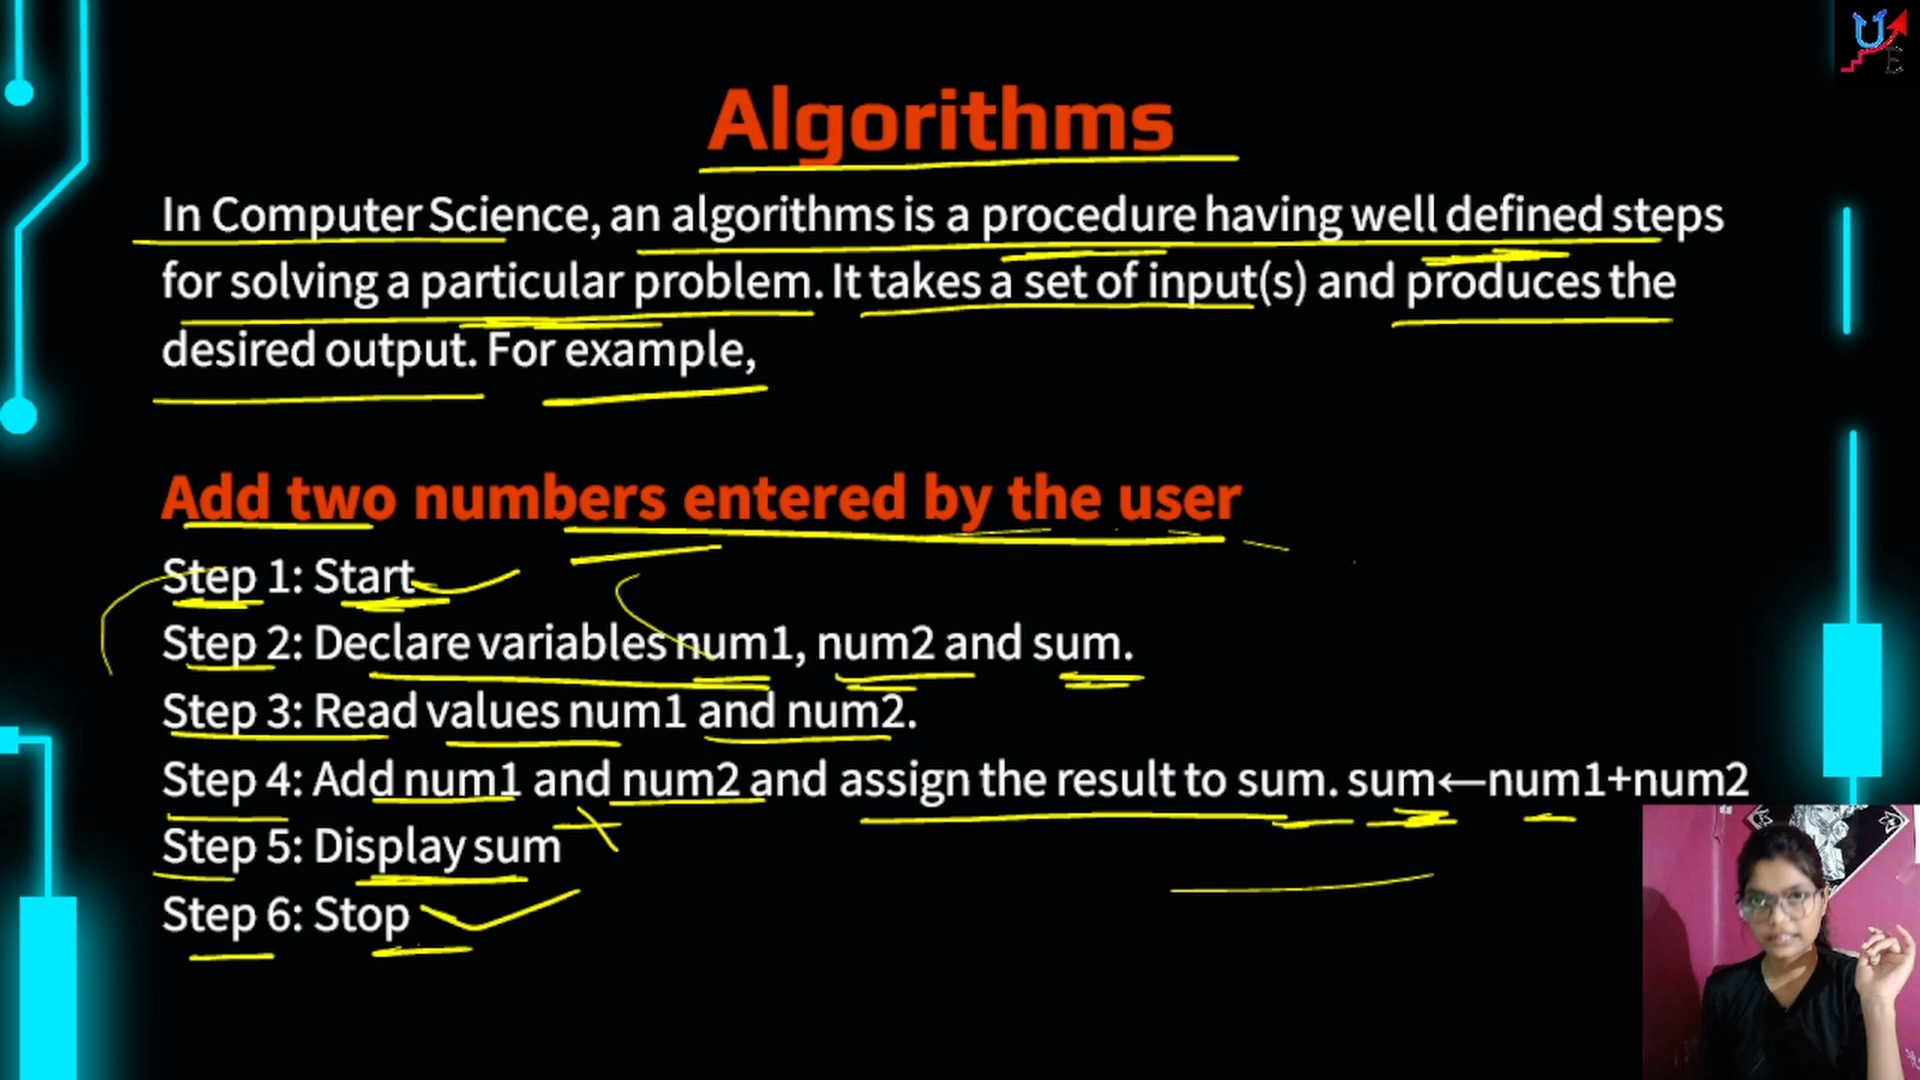 Algorithms
In Computer Science, an algorithms is a procedure having well defined steps
for solving a particular problem. It takes a set of input(s) and produces the
desired output. For example,
Add two numbers entered by the user
Step 1: Start
Step 2: Declare variables num1, num2 and sum.
Step 3: Read values num1 and num2.
Step 4: Add num1 and num2 and assign the result to sum. sum←num1+num2
Step 5: Display sum
Step 6: Stop
UE